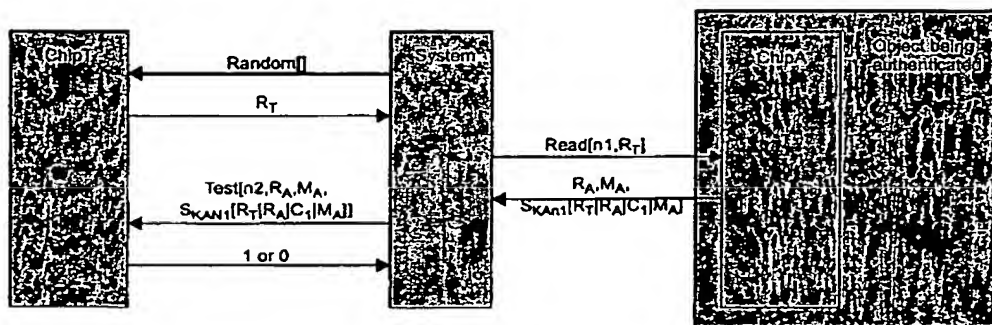 ChipT
System
ChipA
Object being
authenticated
Random[]
R_T
Read[n1,R_T]
R_A,M_A,
S_KAn1[R_T|R_A|C_1|M_A]
Test[n2,R_A,M_A,
S_KAN1[R_T|R_A|C_1|M_A]]
1 or 0